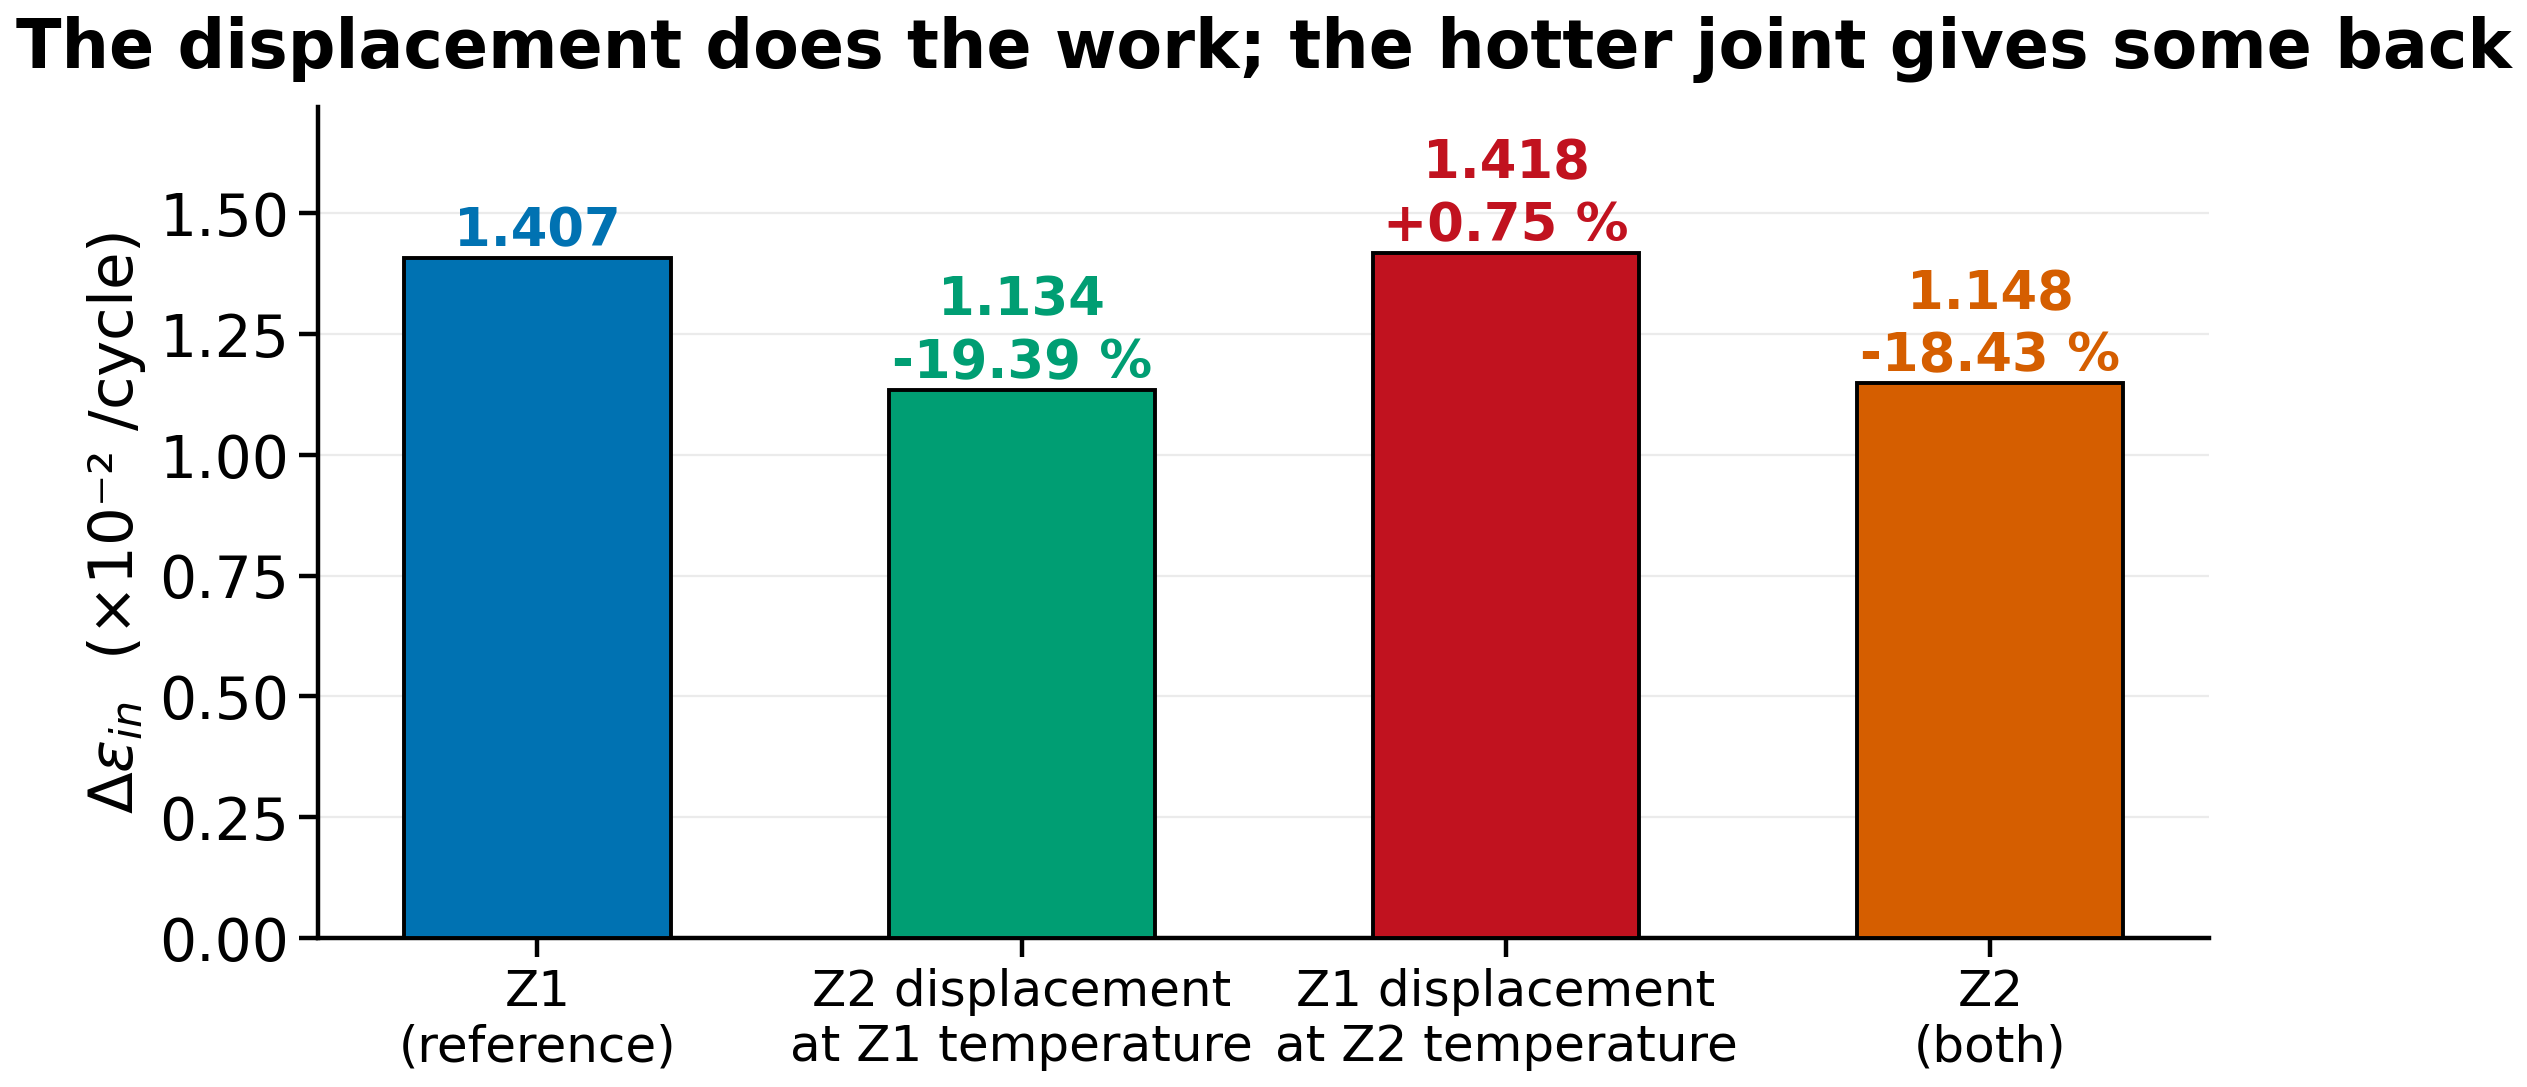 The displacement does the work; the hotter joint gives some back
Δε_in (×10⁻² /cycle)
1.50
1.25
1.00
0.75
0.50
0.25
0.00
1.407
1.134
-19.39 %
1.418
+0.75 %
1.148
-18.43 %
Z1
(reference)
Z2 displacement
at Z1 temperature
Z1 displacement
at Z2 temperature
Z2
(both)